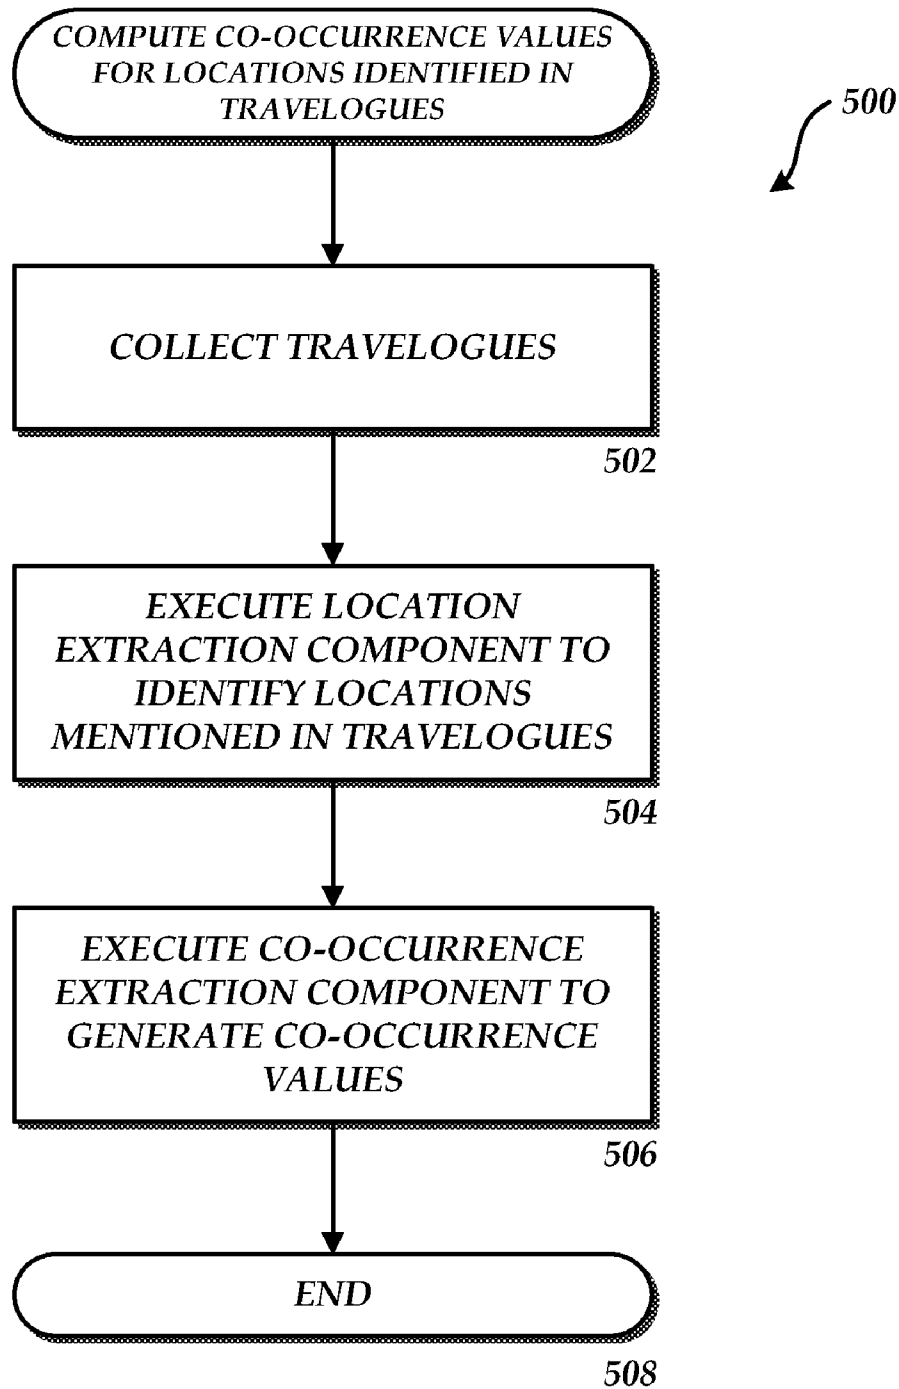 COMPUTE CO-OCCURRENCE VALUES
FOR LOCATIONS IDENTIFIED IN
TRAVELOGUES
500
COLLECT TRAVELOGUES
502
EXECUTE LOCATION
EXTRACTION COMPONENT TO
IDENTIFY LOCATIONS
MENTIONED IN TRAVELOGUES
504
EXECUTE CO-OCCURRENCE
EXTRACTION COMPONENT TO
GENERATE CO-OCCURRENCE
VALUES
506
END
508